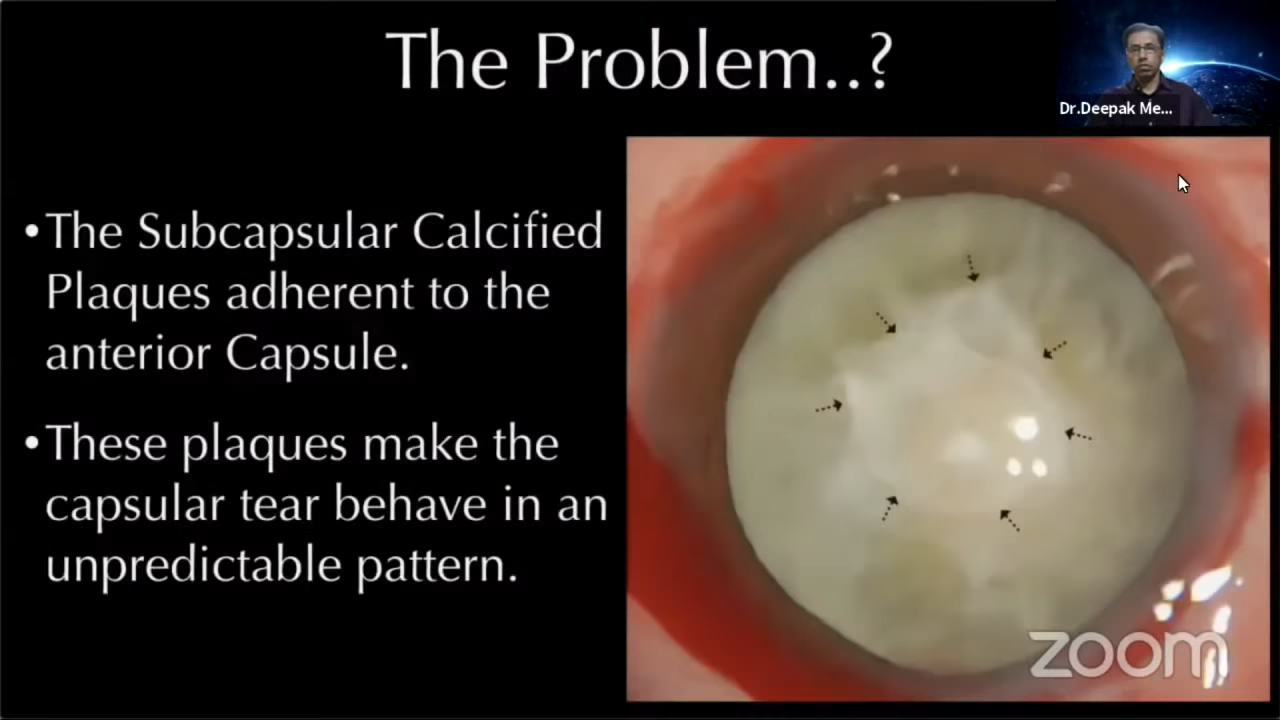 The Problem..?
Dr.Deepak Me...
•The Subcapsular Calcified
Plaques adherent to the
anterior Capsule.
•These plaques make the
capsular tear behave in an
unpredictable pattern.
zoom